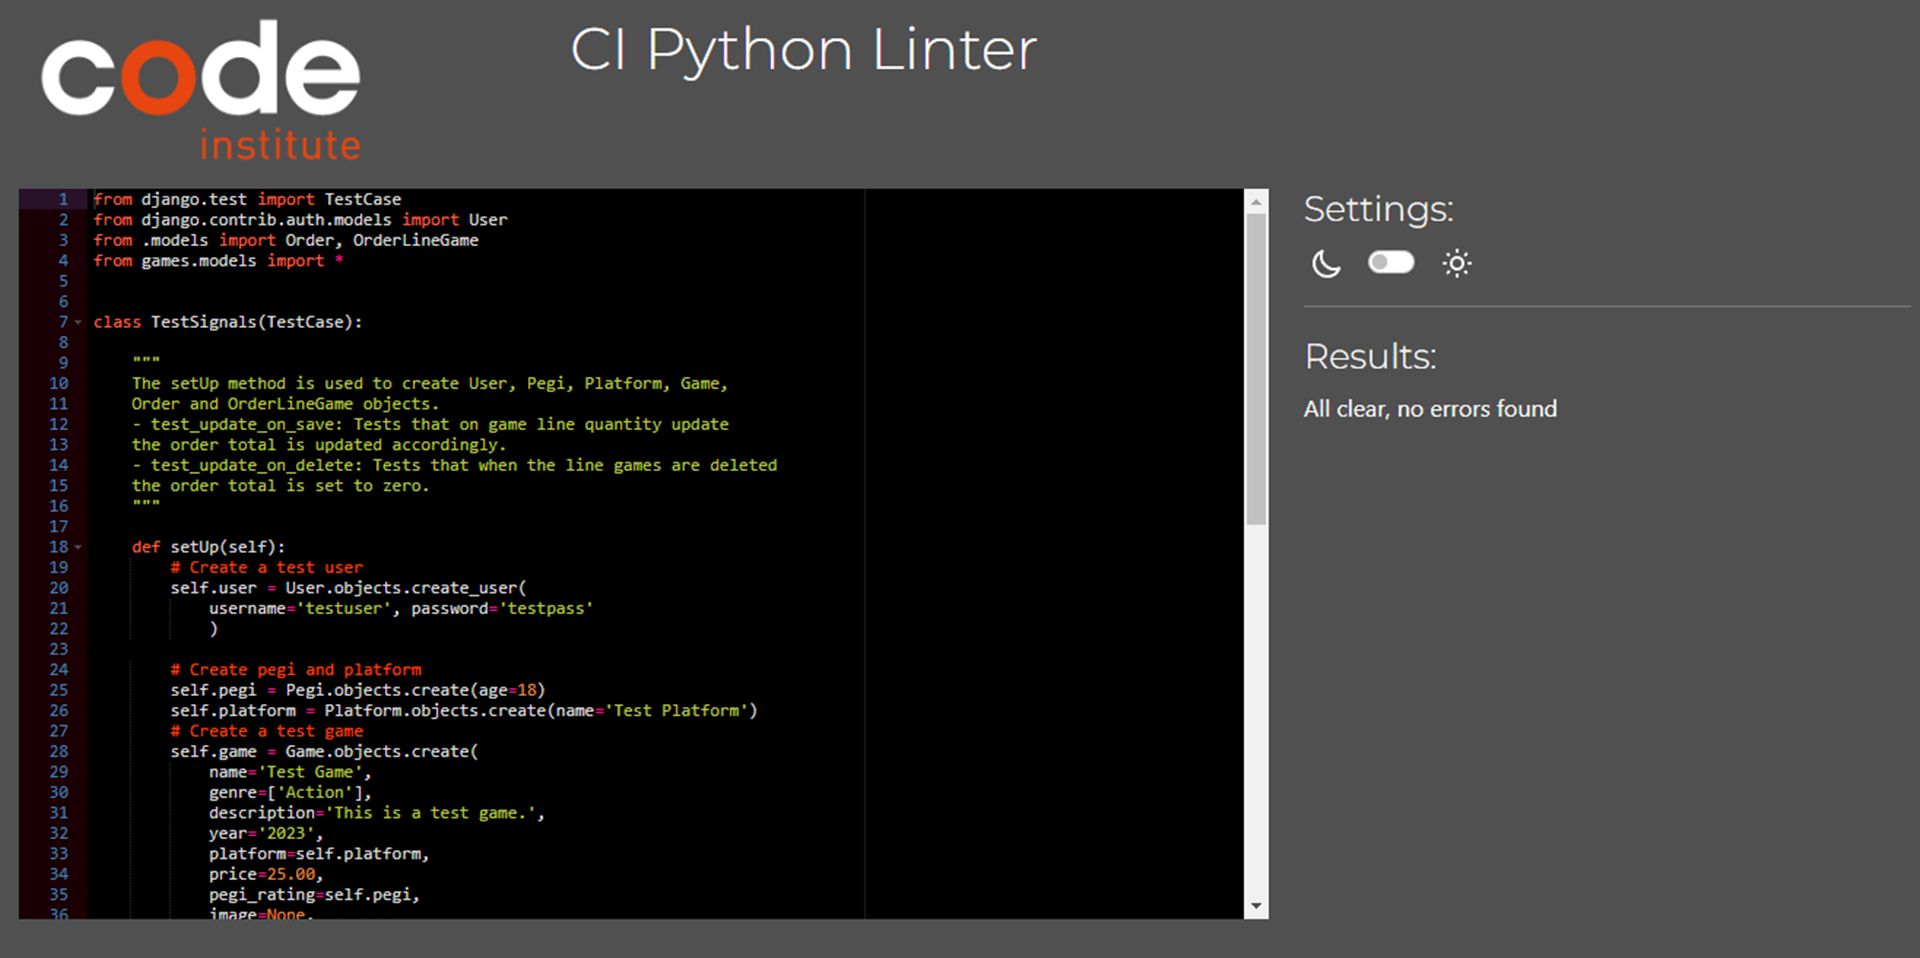 code
institute
CI Python Linter
1 from django.test import TestCase
2 from django.contrib.auth.models import User
3 from .models import Order, OrderLineGame
4 from games.models import *
5
6
7 class TestSignals(TestCase):
8
9     """
10     The setUp method is used to create User, Pegi, Platform, Game,
11     Order and OrderLineGame objects.
12     - test_update_on_save: Tests that on game line quantity update
13     the order total is updated accordingly.
14     - test_update_on_delete: Tests that when the line games are deleted
15     the order total is set to zero.
16     """
17
18     def setUp(self):
19         # Create a test user
20         self.user = User.objects.create_user(
21             username='testuser', password='testpass'
22             )
23
24         # Create pegi and platform
25         self.pegi = Pegi.objects.create(age=18)
26         self.platform = Platform.objects.create(name='Test Platform')
27         # Create a test game
28         self.game = Game.objects.create(
29             name='Test Game',
30             genre=['Action'],
31             description='This is a test game.',
32             year='2023',
33             platform=self.platform,
34             price=25.00,
35             pegi_rating=self.pegi,
36             image=None,
Settings:
Results:
All clear, no errors found